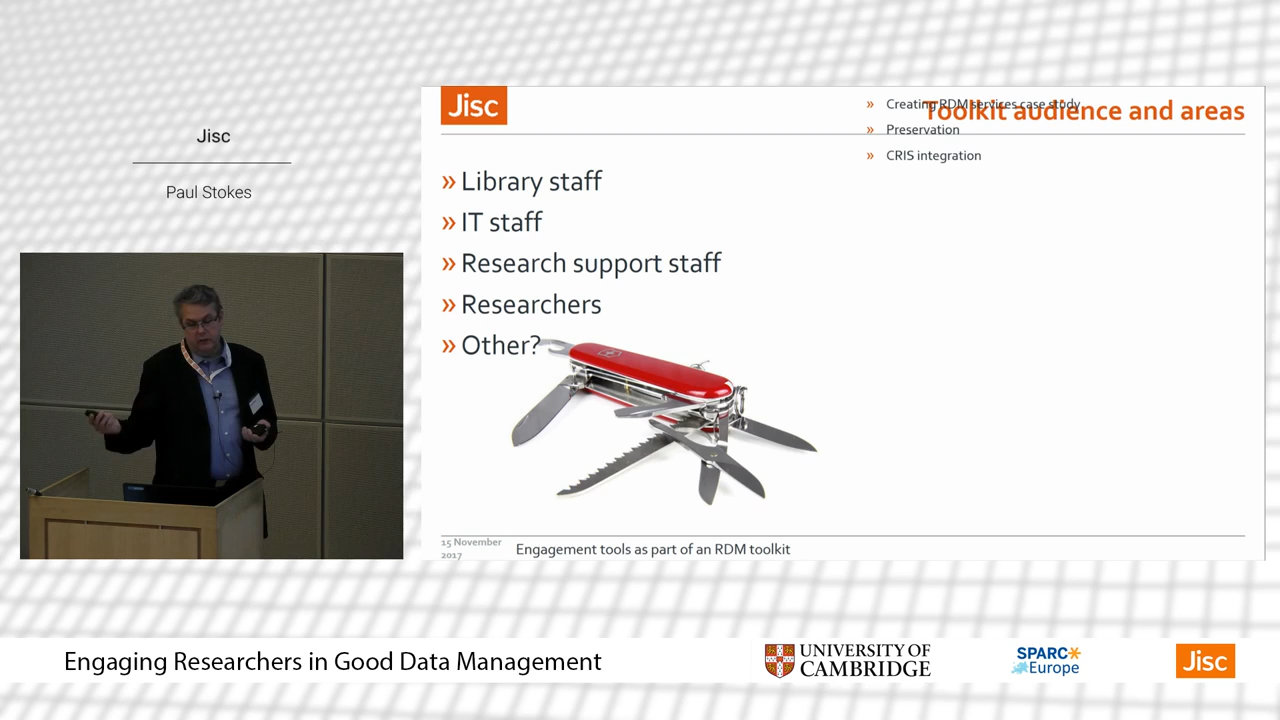 Jisc
Paul Stokes
Jisc
Toolkit audience and areas
» Creating RDM services case study
» Preservation
» CRIS integration
» Library staff
» IT staff
» Research support staff
» Researchers
» Other?
15 November
2017
Engagement tools as part of an RDM toolkit
Engaging Researchers in Good Data Management
UNIVERSITY OF
CAMBRIDGE
SPARC*
Europe
Jisc